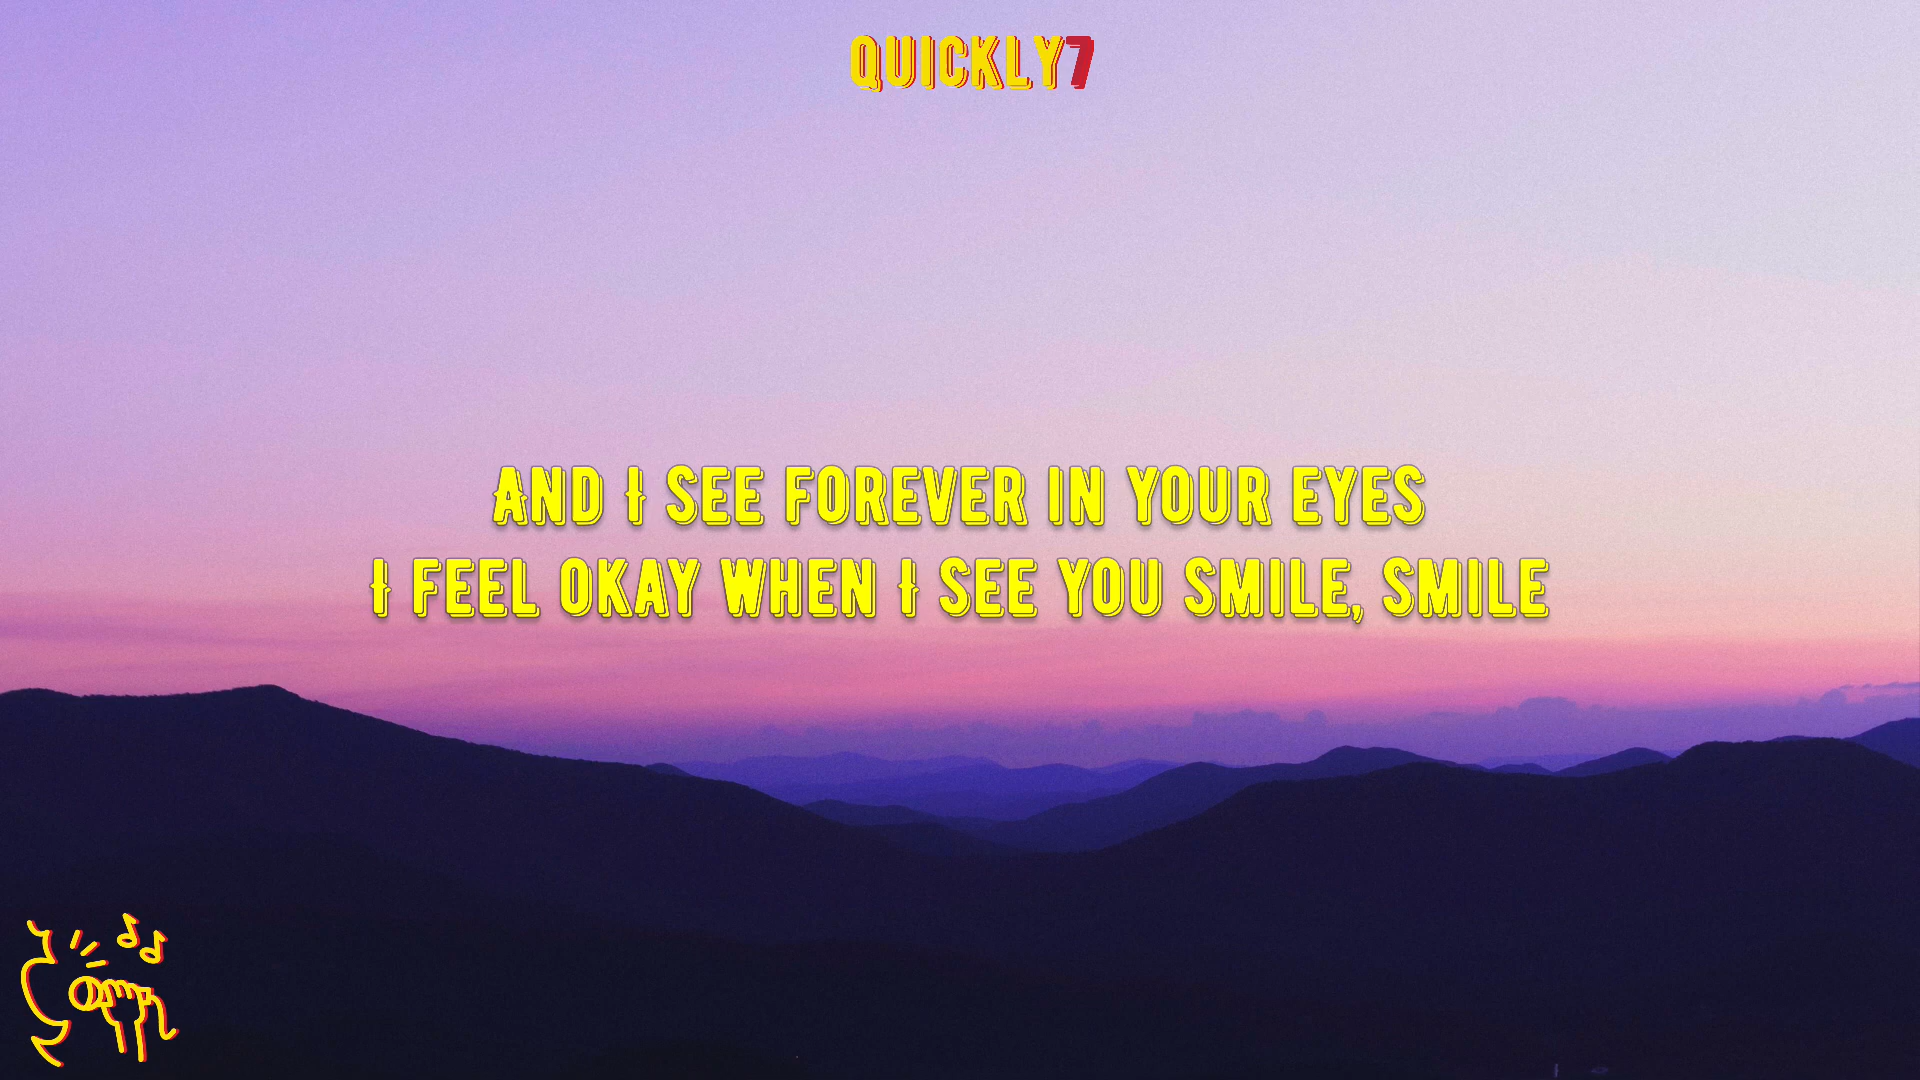 QUICKLY7
AND I SEE FOREVER IN YOUR EYES
I FEEL OKAY WHEN I SEE YOU SMILE, SMILE